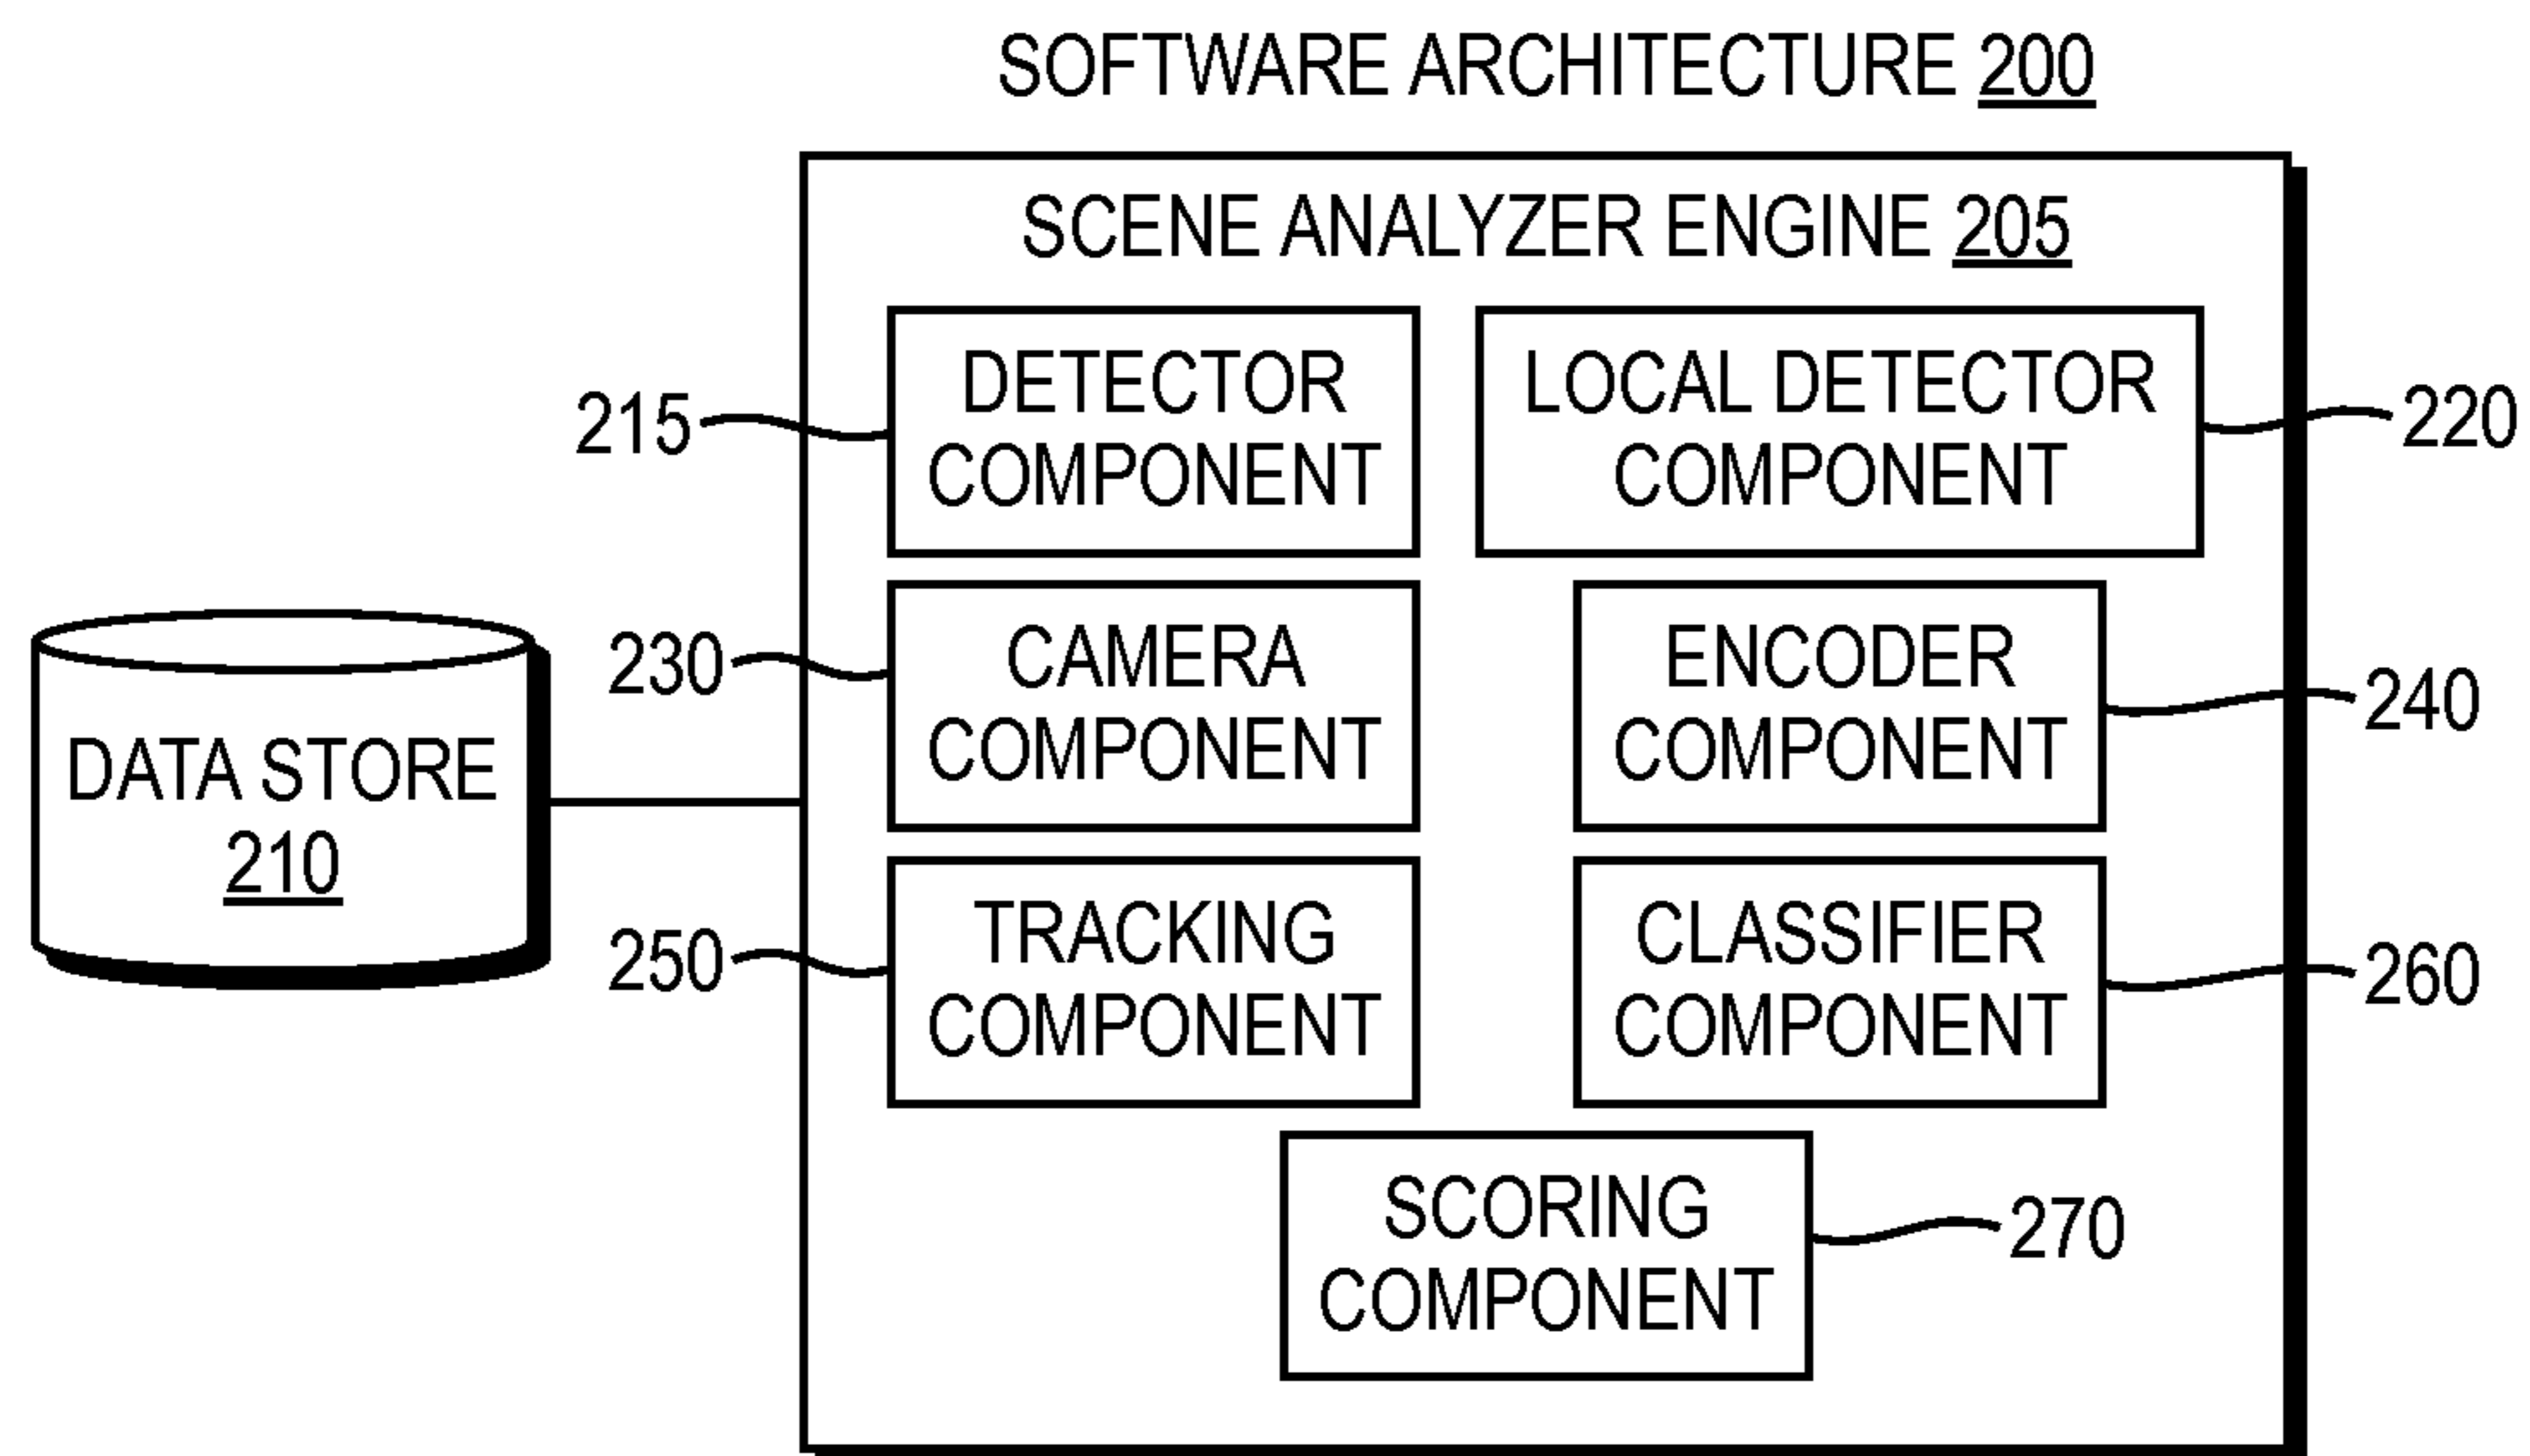 SOFTWARE ARCHITECTURE 200
SCENE ANALYZER ENGINE 205
DETECTOR
COMPONENT
215
LOCAL DETECTOR
COMPONENT
220
CAMERA
COMPONENT
230
ENCODER
COMPONENT
240
DATA STORE
210
TRACKING
COMPONENT
250
CLASSIFIER
COMPONENT
260
SCORING
COMPONENT
270